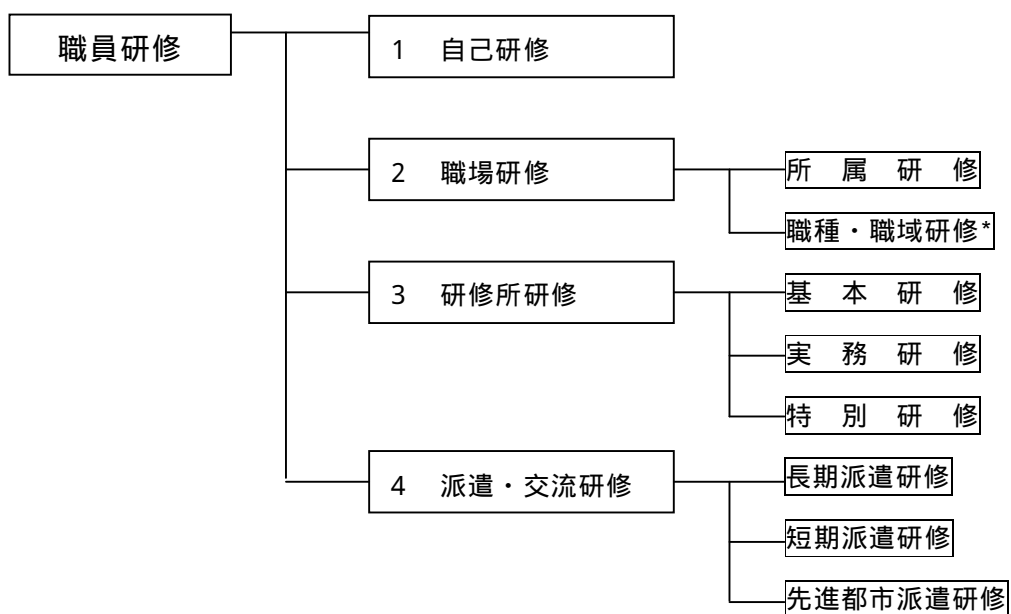 職員研修
1 自己研修
2 職場研修
所属研修
職種・職域研修*
3 研修所研修
基本研修
実務研修
特別研修
4 派遣・交流研修
長期派遣研修
短期派遣研修
先進都市派遣研修